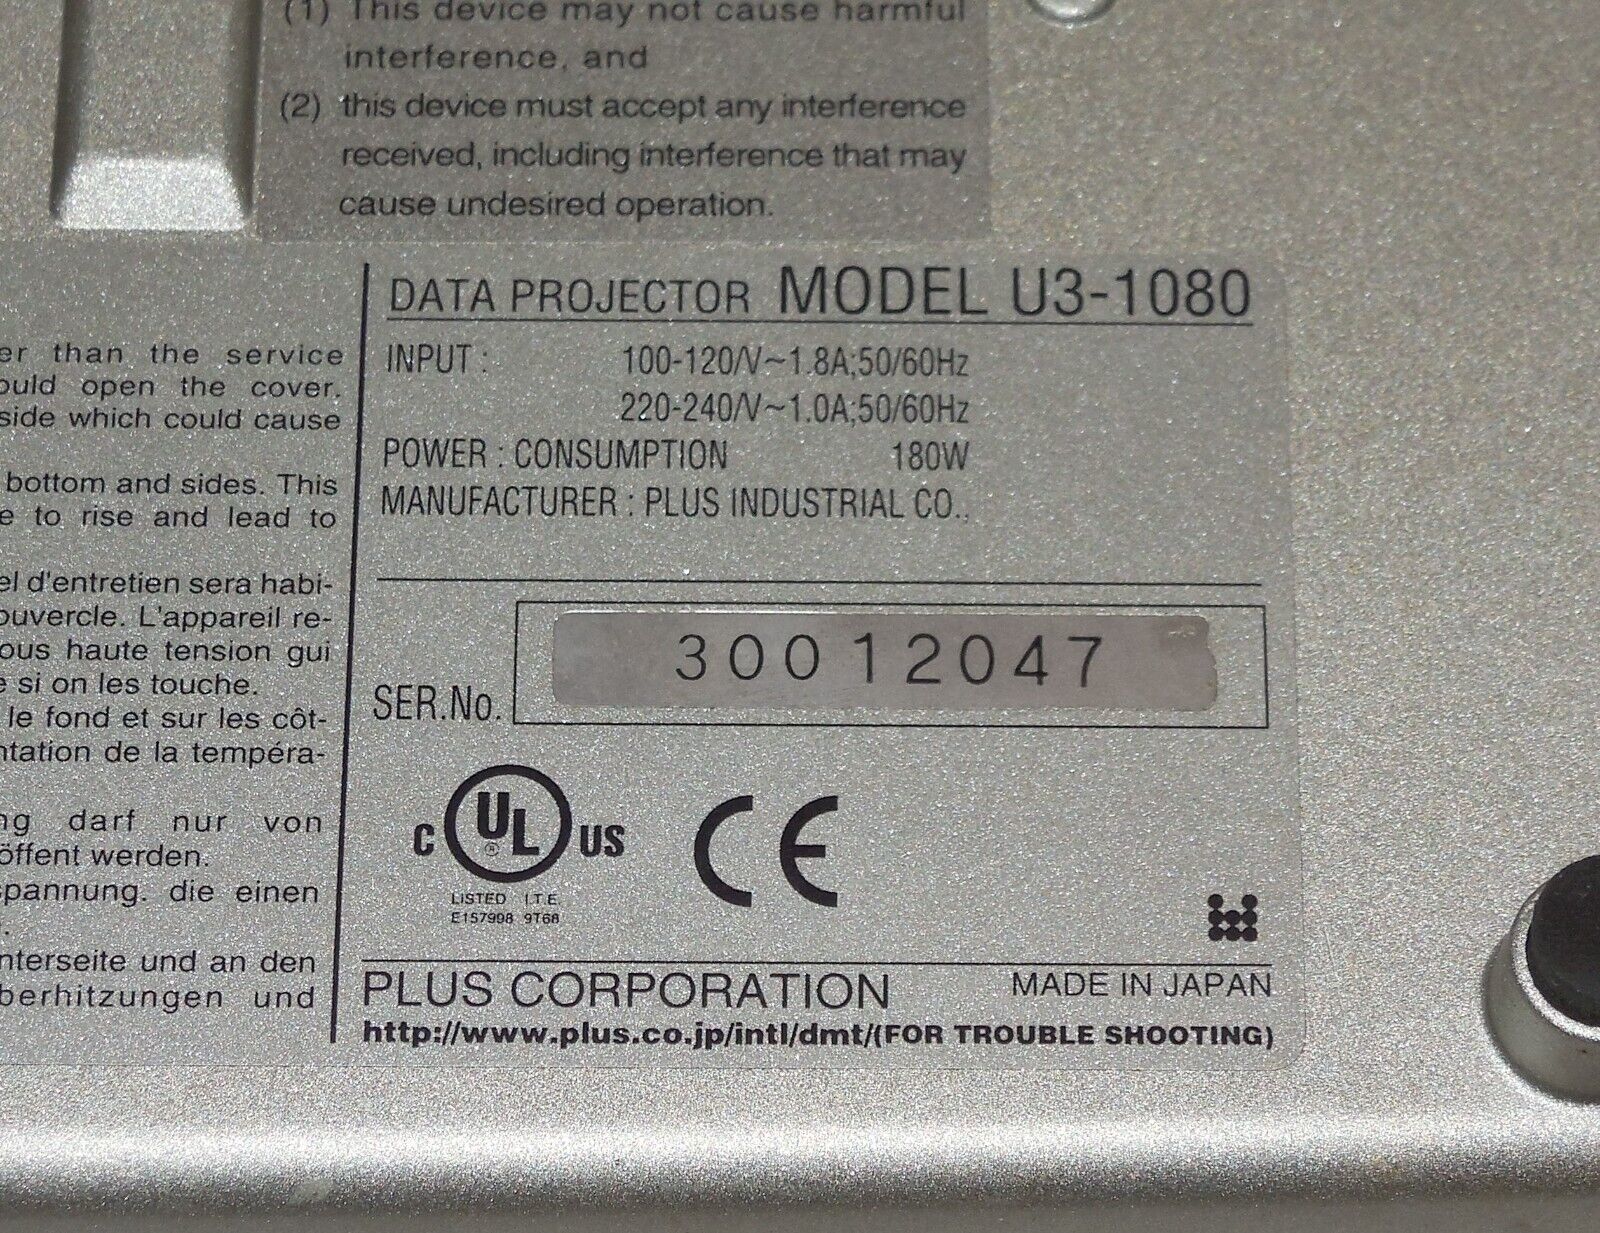 (1) This device may not cause harmful
interference, and
(2) this device must accept any interference
received, including interference that may
cause undesired operation.
er than the service
ould open the cover.
side which could cause
bottom and sides. This
e to rise and lead to
el d'entretien sera habi-
ouvercle. L'appareil re-
ous haute tension gui
e si on les touche.
le fond et sur les côt-
ntation de la tempéra-
ng darf nur von
öffent werden.
spannung. die einen
nterseite und an den
berhitzungen und
DATA PROJECTOR MODEL U3-1080
INPUT : 100-120/V~1.8A;50/60Hz
220-240/V~1.0A;50/60Hz
POWER : CONSUMPTION 180W
MANUFACTURER : PLUS INDUSTRIAL CO.,
SER.No. 30012047
C UL ® US
LISTED I.T.E.
E157998 9T68
CE
PLUS CORPORATION MADE IN JAPAN
http://www.plus.co.jp/intl/dmt/(FOR TROUBLE SHOOTING)